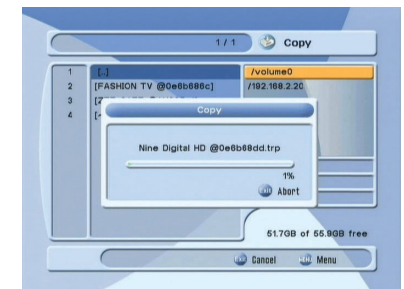 1 / 1 Copy
1 [..] /volume0
2 [FASHION TV @0e6b686c] /192.168.2.20
3
4
Copy
Nine Digital HD @0e6b68dd.trp
1%
Abort
51.7GB of 55.9GB free
Cancel Menu